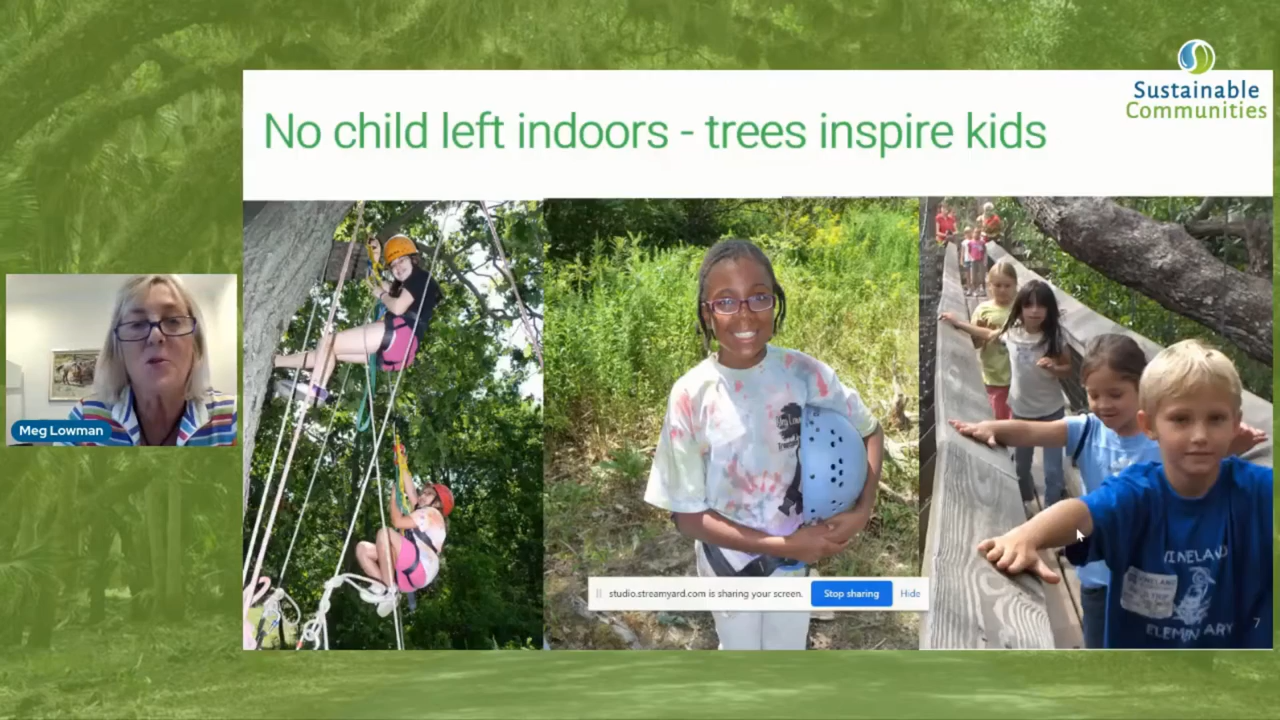 Sustainable
Communities
No child left indoors - trees inspire kids
Meg Lowman
studio.streamyard.com is sharing your screen.
Stop sharing
Hide
VINELAND
ELEMENTARY
7